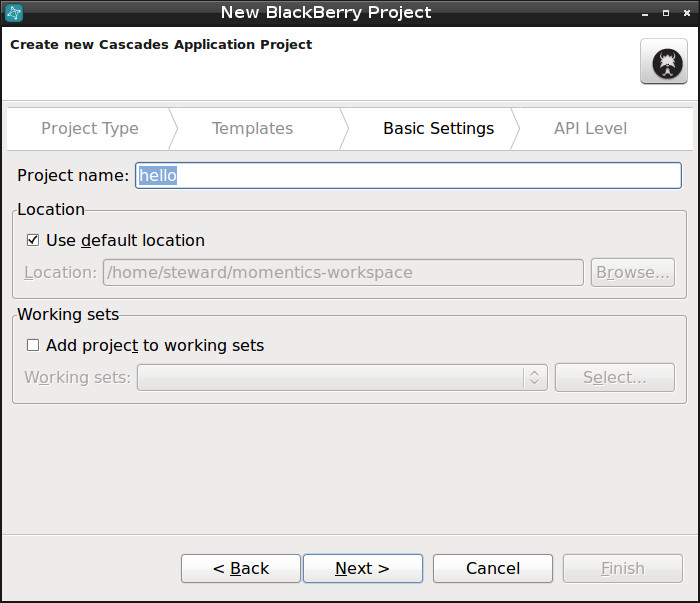 New BlackBerry Project
Create new Cascades Application Project
Project Type Templates Basic Settings API Level
Project name: hello
Location
Use default location
Location: /home/steward/momentics-workspace Browse...
Working sets
Add project to working sets
Working sets: Select...
< Back Next > Cancel Finish